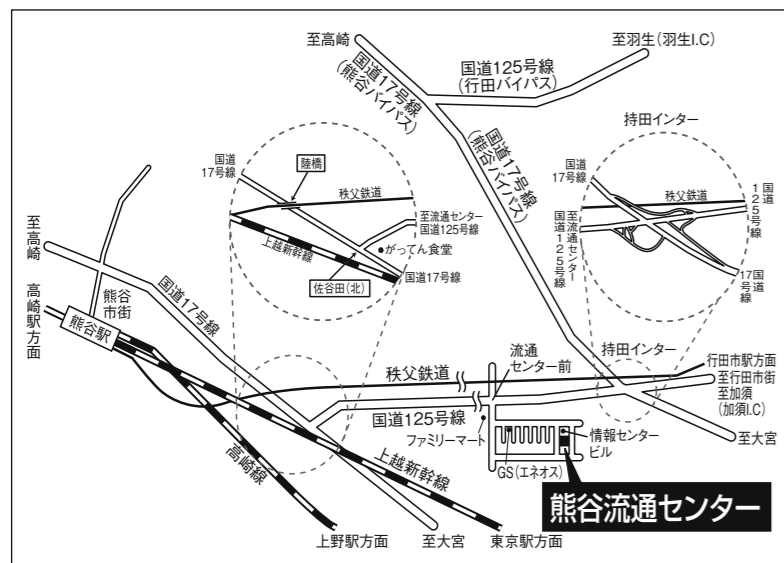 至高崎
至羽生(羽生I.C)
国道17号線
(熊谷バイパス)
国道125号線
(行田バイパス)
国道17号線
(熊谷バイパス)
持田インター
国道
17号線
陸橋
秩父鉄道
至流通センター
国道125号線
がってん食堂
上越新幹線
佐谷田(北)
国道17号線
国道
17号線
秩父鉄道
国道
125号線
至流通センター
国道125号線
国道
17号線
至高崎
高崎駅方面
熊谷
市街
熊谷駅
国道17号線
秩父鉄道
流通
センター前
持田インター
行田市駅方面
至行田市街
至加須
(加須I.C)
国道125号線
ファミリーマート
情報センター
ビル
至大宮
GS(エネオス)
上越新幹線
高崎線
熊谷流通センター
上野駅方面
至大宮
東京駅方面